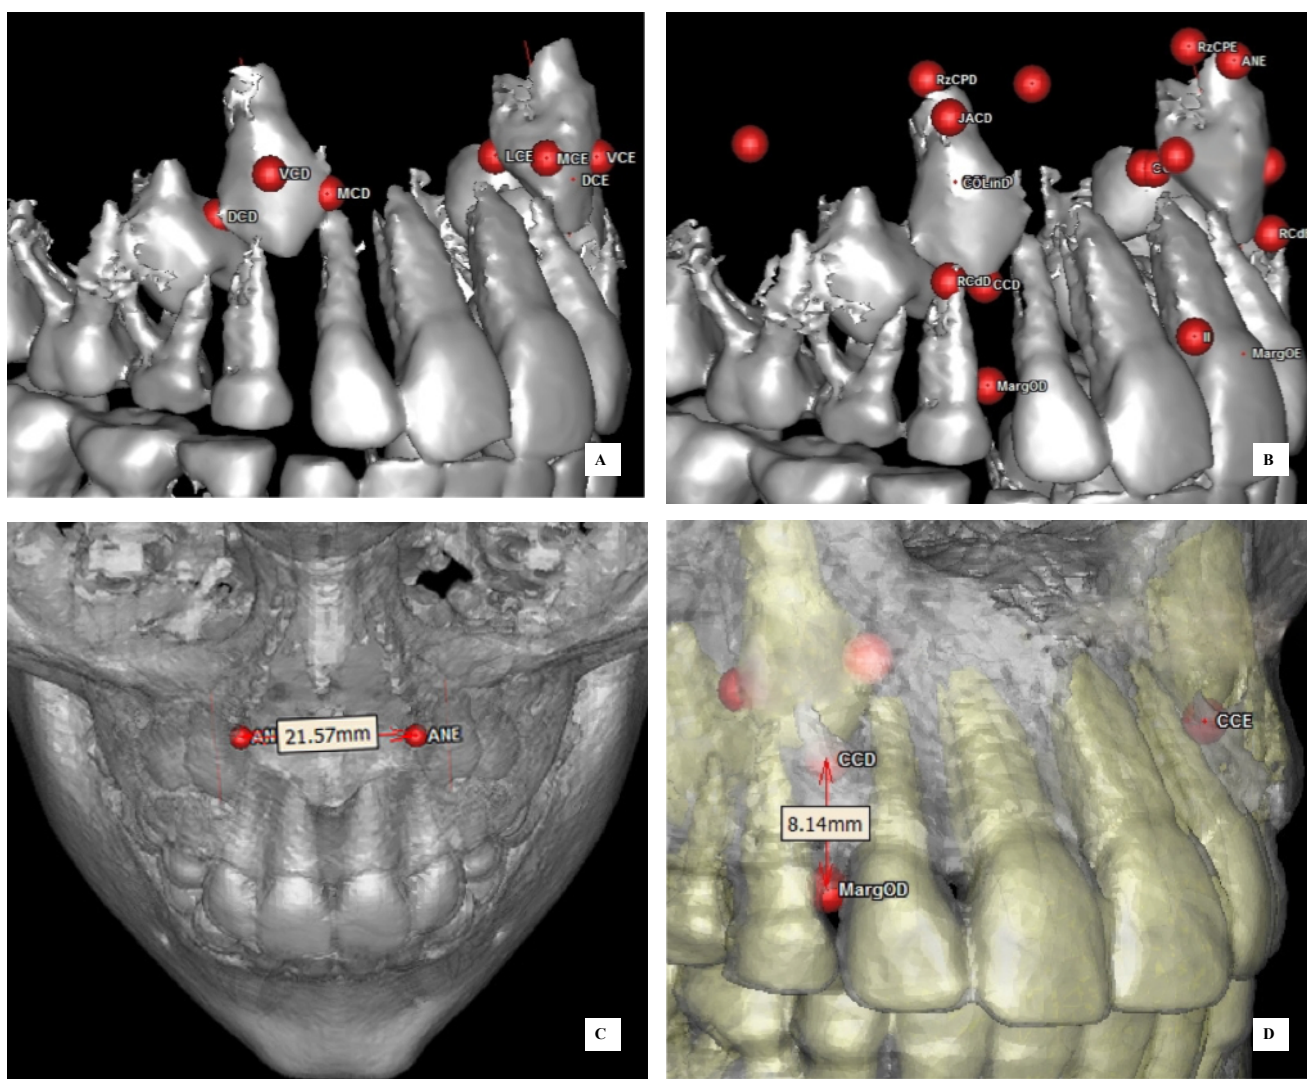 VCD
MCD
DCD
LCE
MCE
VCE
DCE
A
RzCPD
JACD
COLinD
RCdD
CCD
MargOD
RzCPE
ANE
II
MargOE
B
AN
21.57mm
ANE
C
CCD
8.14mm
MargOD
CCE
D